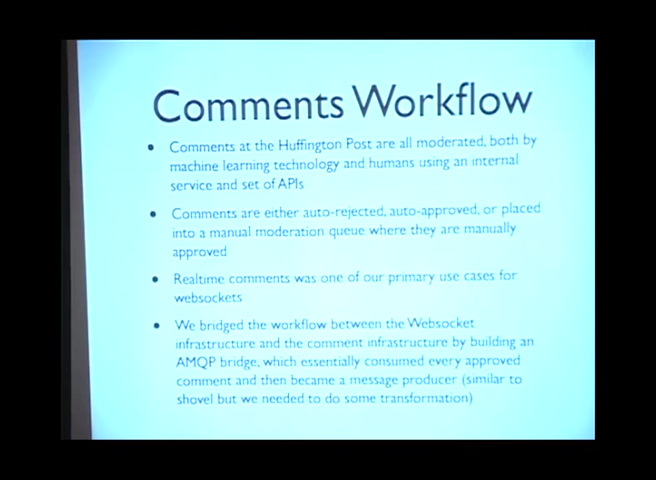 Comments Workflow
• Comments at the Huffington Post are all moderated, both by
machine learning technology and humans using an internal
service and set of APIs
• Comments are either auto-rejected, auto-approved, or placed
into a manual moderation queue where they are manually
approved
• Realtime comments was one of our primary use cases for
websockets
• We bridged the workflow between the Websocket
infrastructure and the comment infrastructure by building an
AMQP bridge, which essentially consumed every approved
comment and then became a message producer (similar to
shovel but we needed to do some transformation)